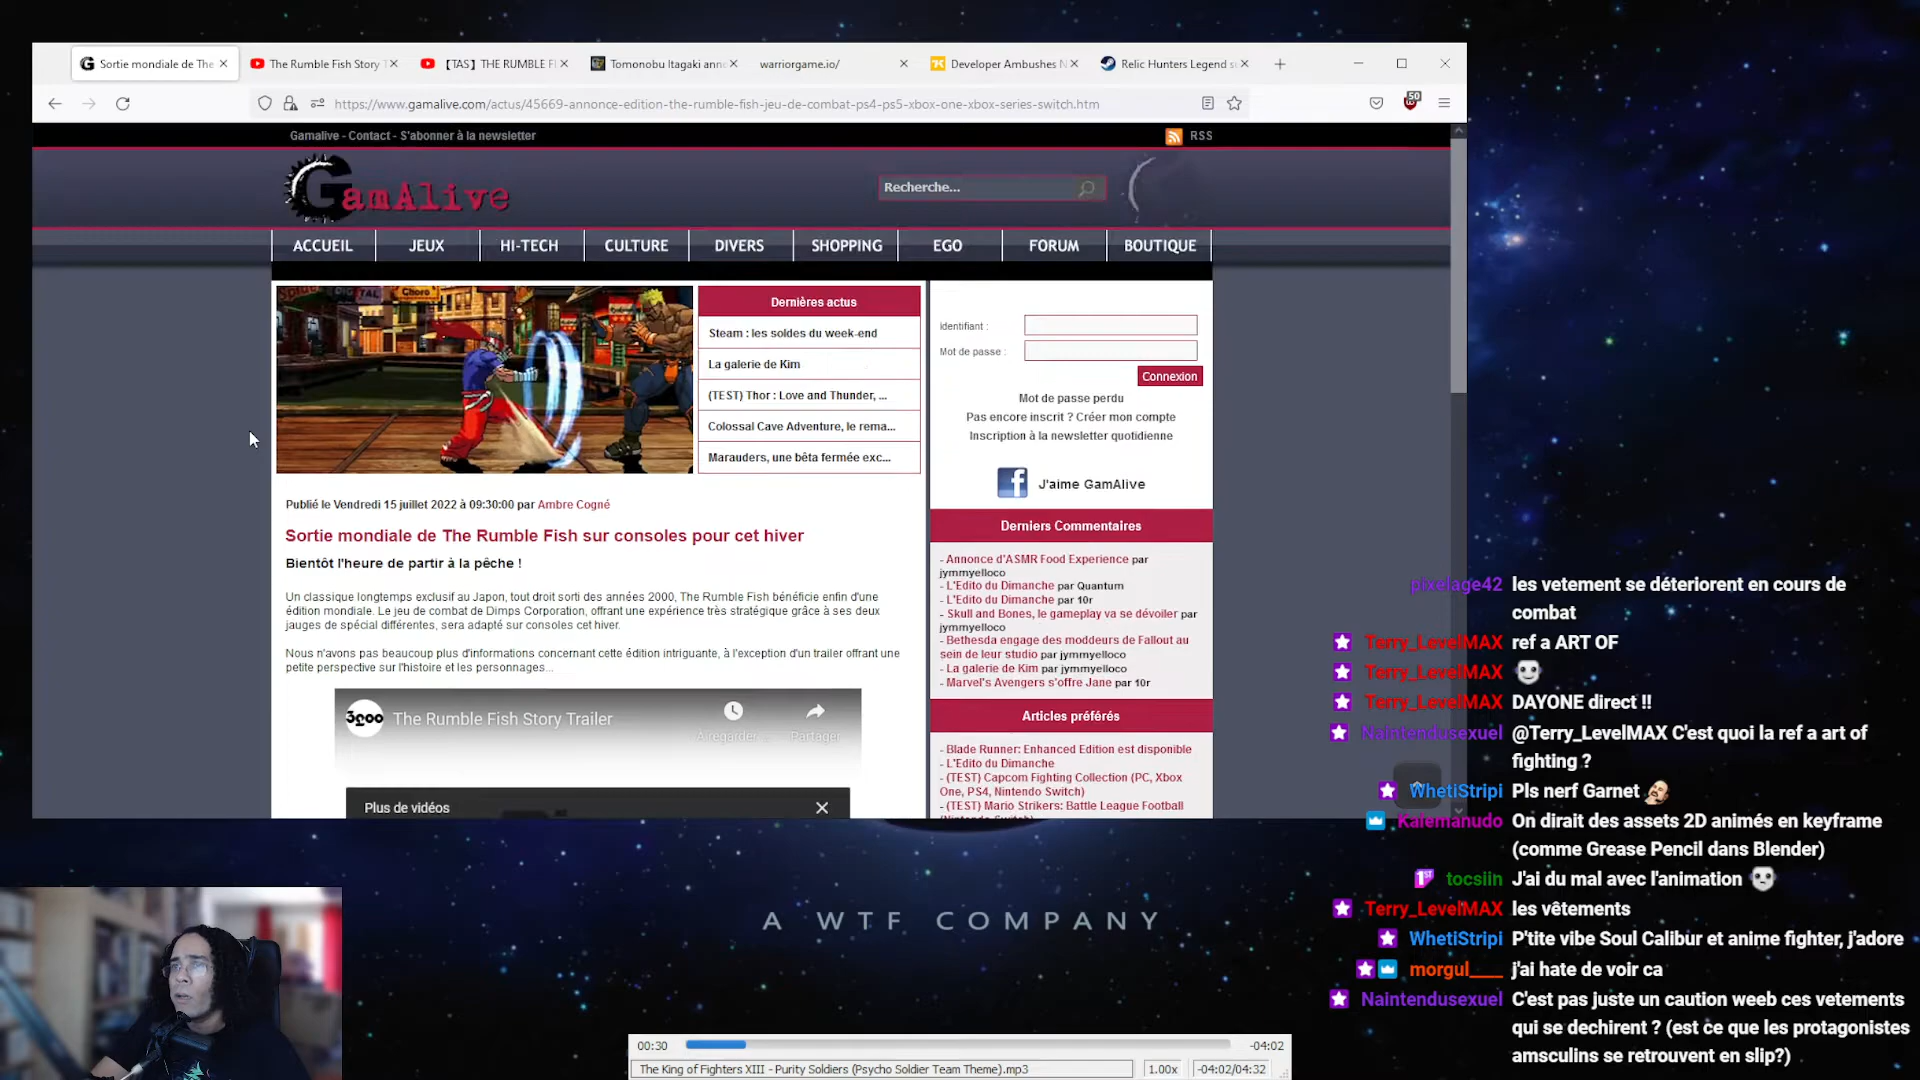 Sortie mondiale de The
The Rumble Fish Story T
【TAS】THE RUMBLE F
Tomonobu Itagaki ann
warriorgame.io/
Developer Ambushes N
Relic Hunters Legend s
https://www.gamalive.com/actus/45669-annonce-edition-the-rumble-fish-jeu-de-combat-ps4-ps5-xbox-one-xbox-series-switch.htm
50
Gamalive - Contact - S'abonner à la newsletter
RSS
GamAlive
Recherche...
ACCUEIL
JEUX
HI-TECH
CULTURE
DIVERS
SHOPPING
EGO
FORUM
BOUTIQUE
Dernières actus
Steam : les soldes du week-end
La galerie de Kim
(TEST) Thor : Love and Thunder, ...
Colossal Cave Adventure, le rema...
Marauders, une bêta fermée exc...
Identifiant :
Mot de passe :
Connexion
Mot de passe perdu
Pas encore inscrit ? Créer mon compte
Inscription à la newsletter quotidienne
J'aime GamAlive
Publié le Vendredi 15 juillet 2022 à 09:30:00 par Ambre Cogné
Sortie mondiale de The Rumble Fish sur consoles pour cet hiver
Bientôt l'heure de partir à la pêche !
Un classique longtemps exclusif au Japon, tout droit sorti des années 2000, The Rumble Fish bénéficie enfin d'une
édition mondiale. Le jeu de combat de Dimps Corporation, offrant une expérience très stratégique grâce à ses deux
jauges de spécial différentes, sera adapté sur consoles cet hiver.
Nous n'avons pas beaucoup plus d'informations concernant cette édition intriguante, à l'exception d'un trailer offrant une
petite perspective sur l'histoire et les personnages...
The Rumble Fish Story Trailer
À regarder
Partager
Plus de vidéos
Derniers Commentaires
- Annonce d'ASMR Food Experience par
jymmyelloco
- L'Edito du Dimanche par Quantum
- L'Edito du Dimanche par 10r
- Skull and Bones, le gameplay va se dévoiler par
jymmyelloco
- Bethesda engage des moddeurs de Fallout au
sein de leur studio par jymmyelloco
- La galerie de Kim par jymmyelloco
- Marvel's Avengers s'offre Jane par 10r
Articles préférés
- Blade Runner: Enhanced Edition est disponible
- L'Edito du Dimanche
- (TEST) Capcom Fighting Collection (PC, Xbox
One, PS4, Nintendo Switch)
- (TEST) Mario Strikers: Battle League Football
(Nintendo Switch)
pixelage42 les vetement se déteriorent en cours de
combat
Terry_LevelMAX ref a ART OF
Terry_LevelMAX
Terry_LevelMAX DAYONE direct !!
Naintendusexuel @Terry_LevelMAX C'est quoi la ref a art of
fighting ?
WhetiStripi Pls nerf Garnet
Kalemanudo On dirait des assets 2D animés en keyframe
(comme Grease Pencil dans Blender)
tocsiin J'ai du mal avec l'animation
Terry_LevelMAX les vêtements
WhetiStripi P'tite vibe Soul Calibur et anime fighter, j'adore
morgul____ j'ai hate de voir ca
Naintendusexuel C'est pas juste un caution weeb ces vetements
qui se dechirent ? (est ce que les protagonistes
amsculins se retrouvent en slip?)
A WTF COMPANY
00:30
-04:02
The King of Fighters XIII - Purity Soldiers (Psycho Soldier Team Theme).mp3
1.00x
-04:02/04:32